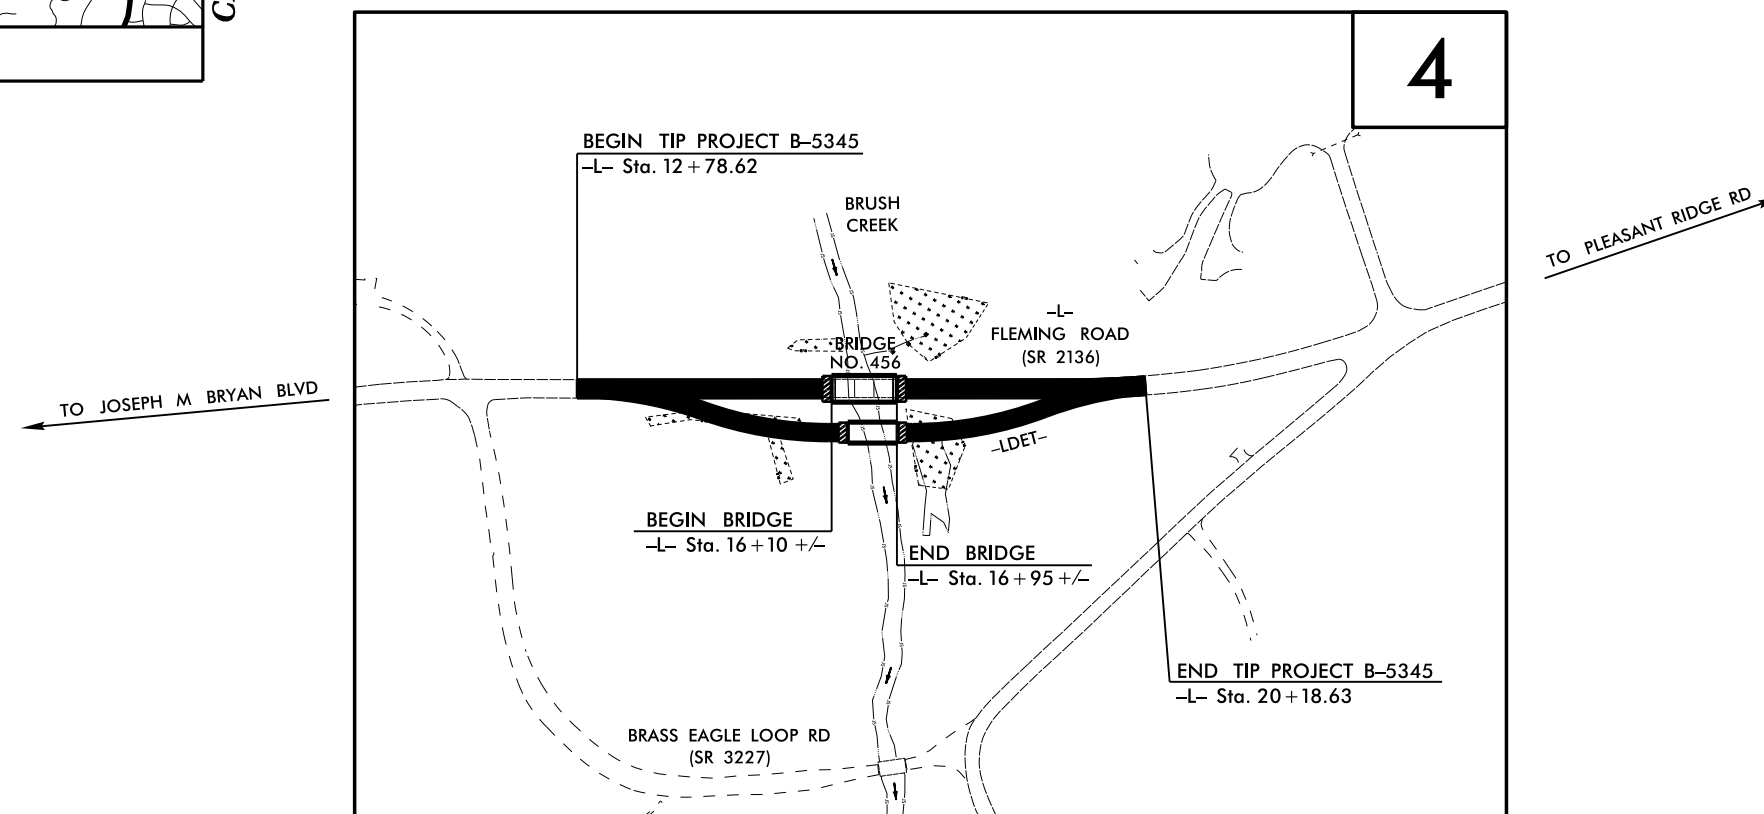 4
BEGIN TIP PROJECT B–5345
–L– Sta. 12+78.62
BRUSH
CREEK
TO PLEASANT RIDGE RD
–L–
FLEMING ROAD
(SR 2136)
BRIDGE
NO. 456
TO JOSEPH M BRYAN BLVD
–LDET–
BEGIN BRIDGE
–L– Sta. 16+10 +/–
END BRIDGE
–L– Sta. 16+95 +/–
END TIP PROJECT B–5345
–L– Sta. 20+18.63
BRASS EAGLE LOOP RD
(SR 3227)